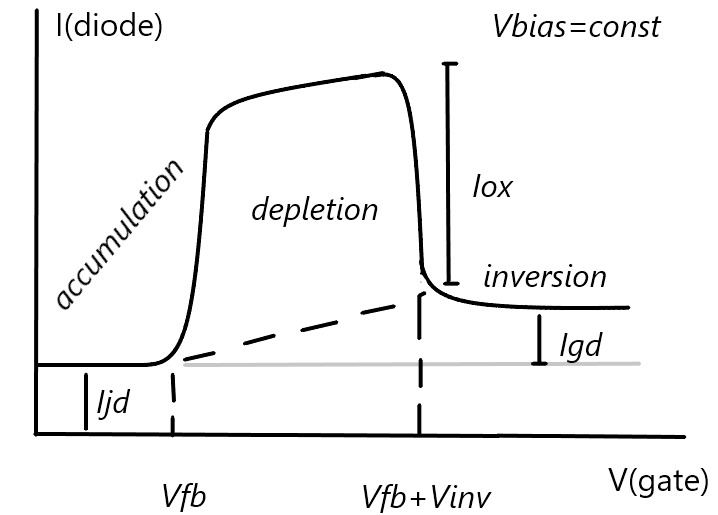 I(diode)
Vbias=const
accumulation
depletion
Iox
inversion
Igd
Ijd
V(gate)
Vfb
Vfb+Vinv